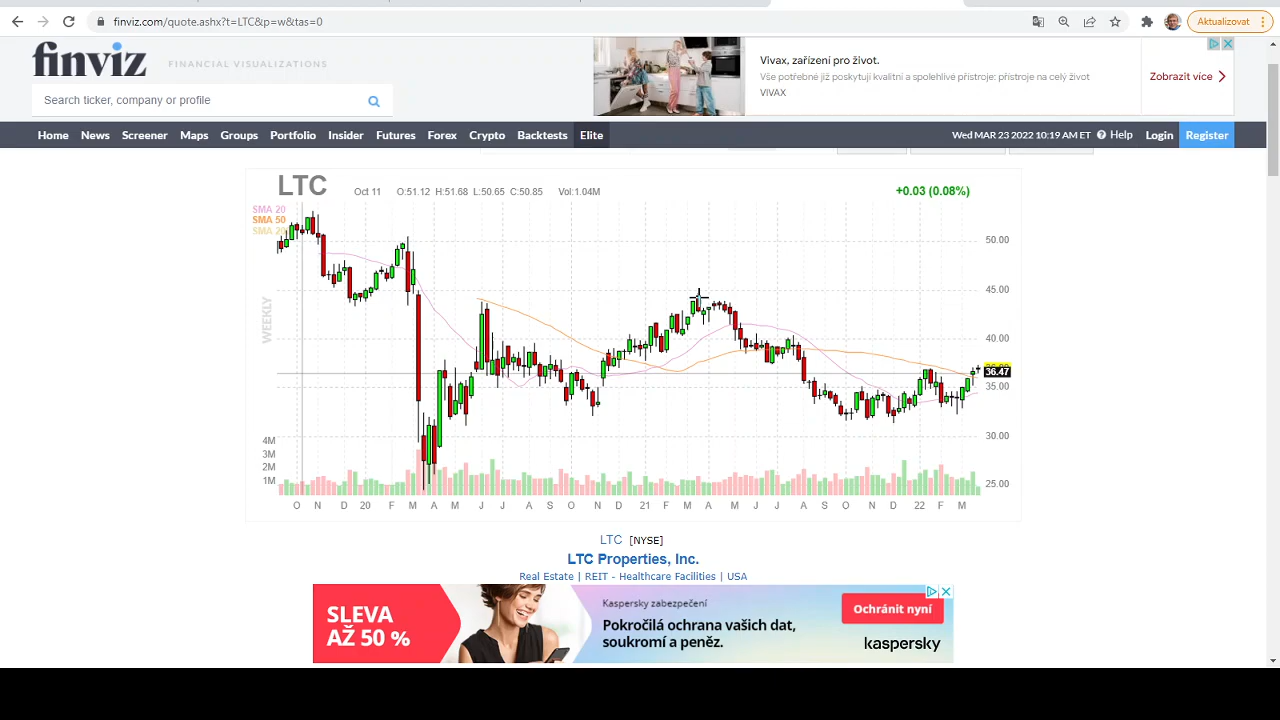 finviz.com/quote.ashx?t=LTC&p=w&tas=0
Aktualizovat
finviz FINANCIAL VISUALIZATIONS
Search ticker, company or profile
Vivax, zařízení pro život.
Vše potřebné již poskytují kvalitní a spolehlivé přístroje: přístroje na celý život
VIVAX
Zobrazit více
Home News Screener Maps Groups Portfolio Insider Futures Forex Crypto Backtests Elite Wed MAR 23 2022 10:19 AM ET Help Login Register
LTC Oct 11 O:51.12 H:51.68 L:50.65 C:50.85 Vol:1.04M +0.03 (0.08%)
SMA 20
SMA 50
SMA 20
50.00
45.00
WEEKLY
40.00
36.47
35.00
30.00
25.00
4M
3M
2M
1M
O N D 20 F M A M J J A S O N D 21 F M A M J J A S O N D 22 F M
LTC [NYSE]
LTC Properties, Inc.
Real Estate | REIT - Healthcare Facilities | USA
SLEVA
AŽ 50 %
Kaspersky zabezpečení
Pokročilá ochrana vašich dat,
soukromí a peněz.
Ochránit nyní
kaspersky